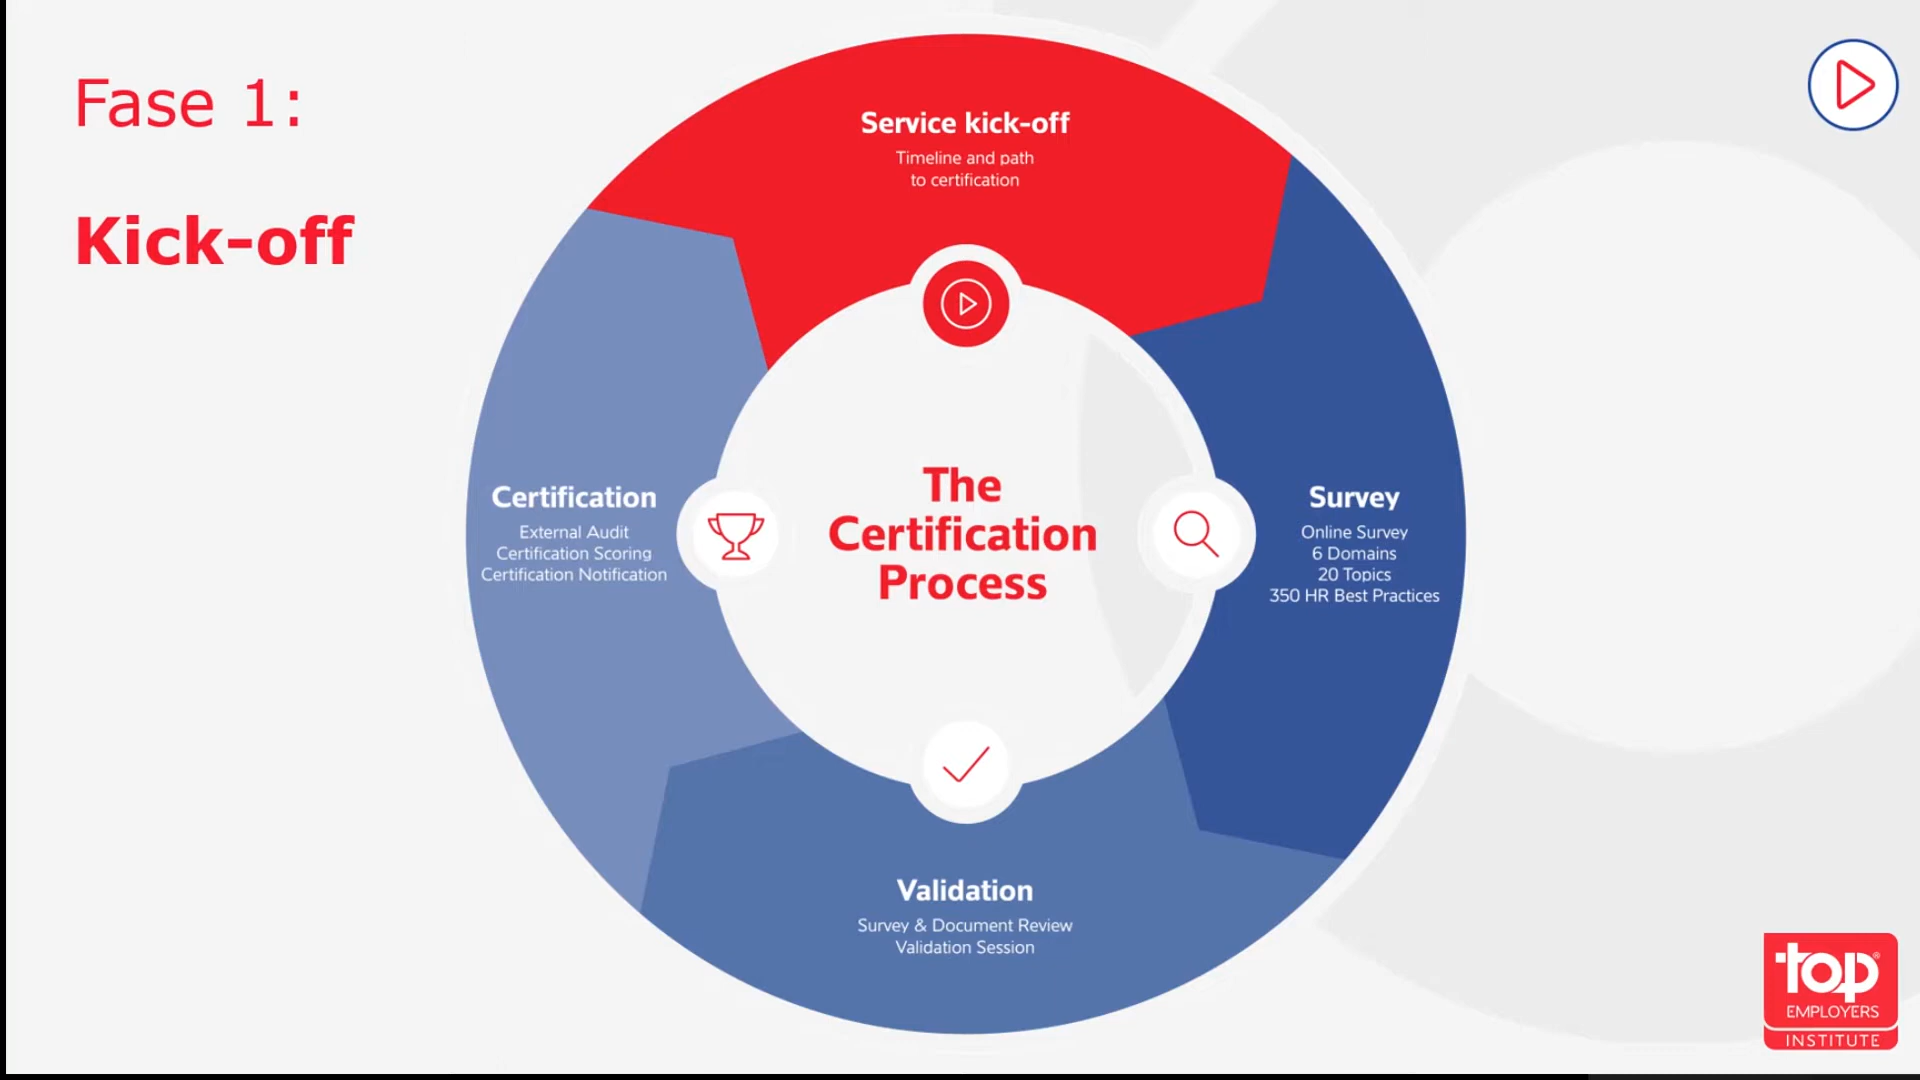 Fase 1:
Kick-off
Service kick-off
Timeline and path
to certification
Survey
Online Survey
6 Domains
20 Topics
350 HR Best Practices
Validation
Survey & Document Review
Validation Session
Certification
External Audit
Certification Scoring
Certification Notification
The
Certification
Process
top®
EMPLOYERS
INSTITUTE